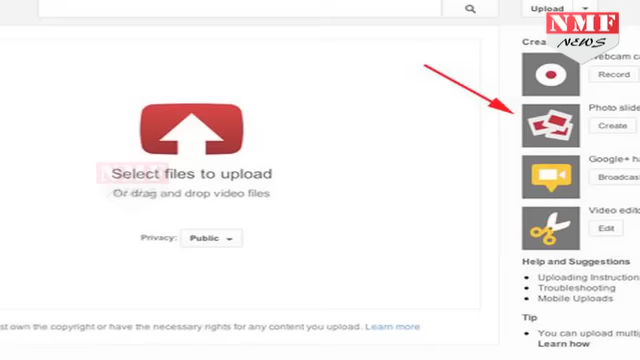 Upload
NMF
NEWS
Record
Photo slide
Create
Google+
Broadcas
Video edit
Edit
Select files to upload
Or drag and drop video files
NMF
Privacy: Public
Help and Suggestions
Uploading Instruction
Troubleshooting
Mobile Uploads
Tip
You can upload multip
Learn how
st own the copyright or have the necessary rights for any content you upload. Learn more